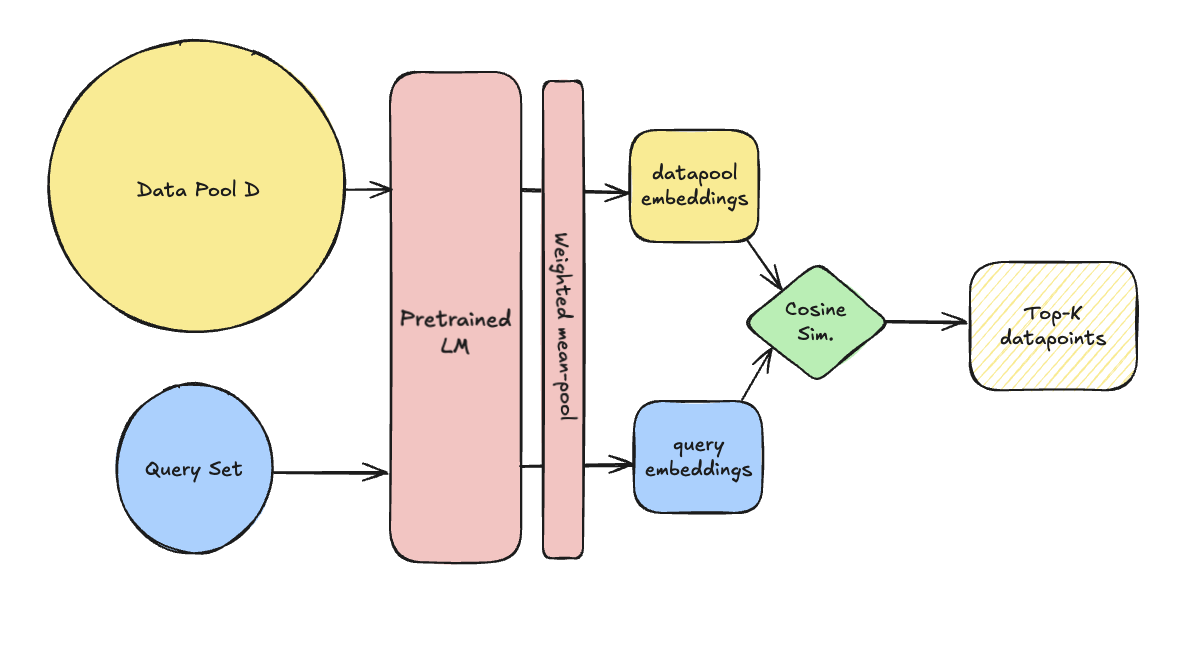 Data Pool D
Query Set
Pretrained
LM
Weighted mean-pool
datapool
embeddings
query
embeddings
Cosine
Sim.
Top-K
datapoints